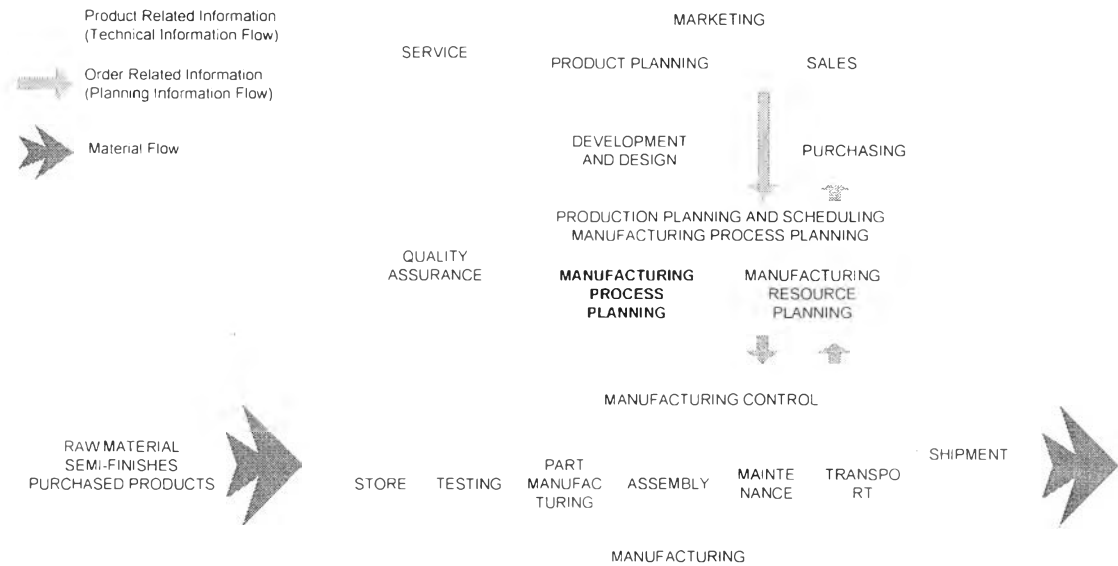 Product Related Information
(Technical Information Flow)
Order Related Information
(Planning Information Flow)
Material Flow
MARKETING
SERVICE
PRODUCT PLANNING
SALES
DEVELOPMENT
AND DESIGN
PURCHASING
PRODUCTION PLANNING AND SCHEDULING
MANUFACTURING PROCESS PLANNING
QUALITY
ASSURANCE
MANUFACTURING
PROCESS
PLANNING
MANUFACTURING
RESOURCE
PLANNING
MANUFACTURING CONTROL
RAW MATERIAL
SEMI-FINISHES
PURCHASED PRODUCTS
STORE
TESTING
PART
MANUFAC
TURING
ASSEMBLY
MAINTE
NANCE
TRANSPO
RT
SHIPMENT
MANUFACTURING